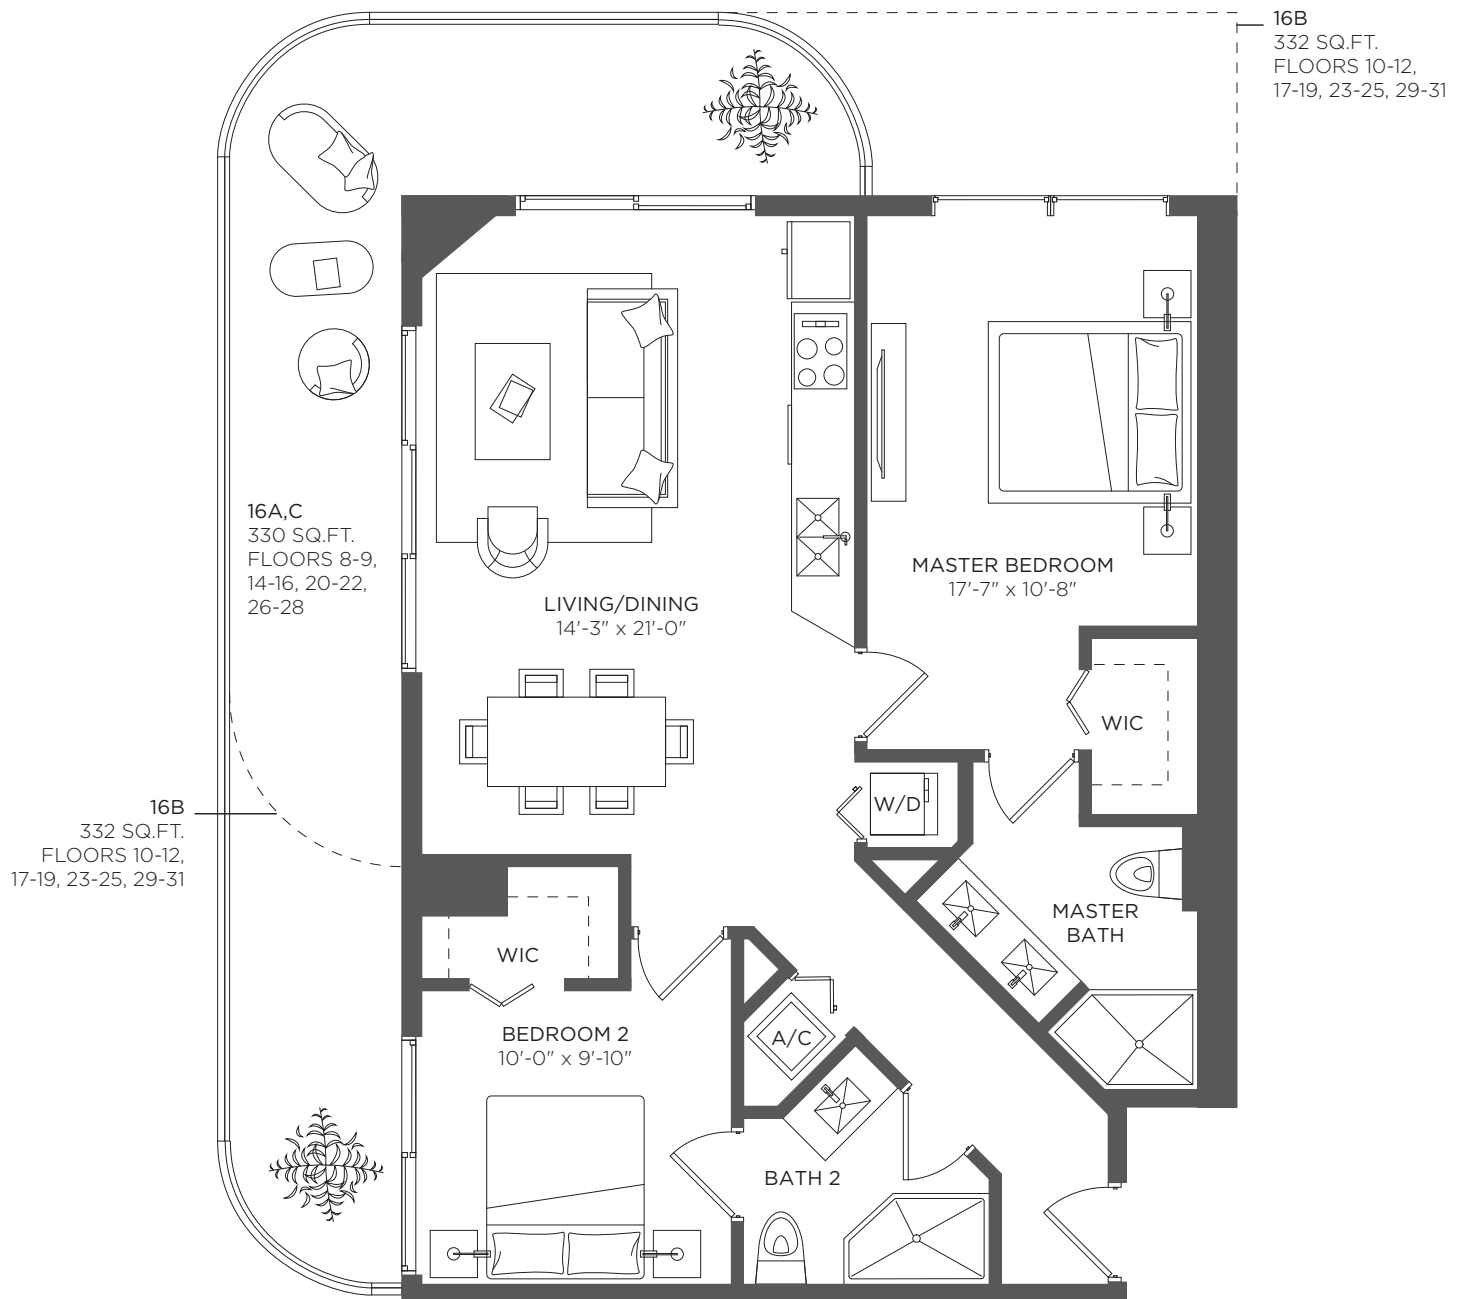 16B
332 SQ.FT.
FLOORS 10-12,
17-19, 23-25, 29-31
16A,C
330 SQ.FT.
FLOORS 8-9,
14-16, 20-22,
26-28
MASTER BEDROOM
17'-7" x 10'-8"
LIVING/DINING
14'-3" x 21'-0"
WIC
W/D
16B
332 SQ.FT.
FLOORS 10-12,
17-19, 23-25, 29-31
MASTER
BATH
WIC
BEDROOM 2
10'-0" x 9'-10"
A/C
BATH 2